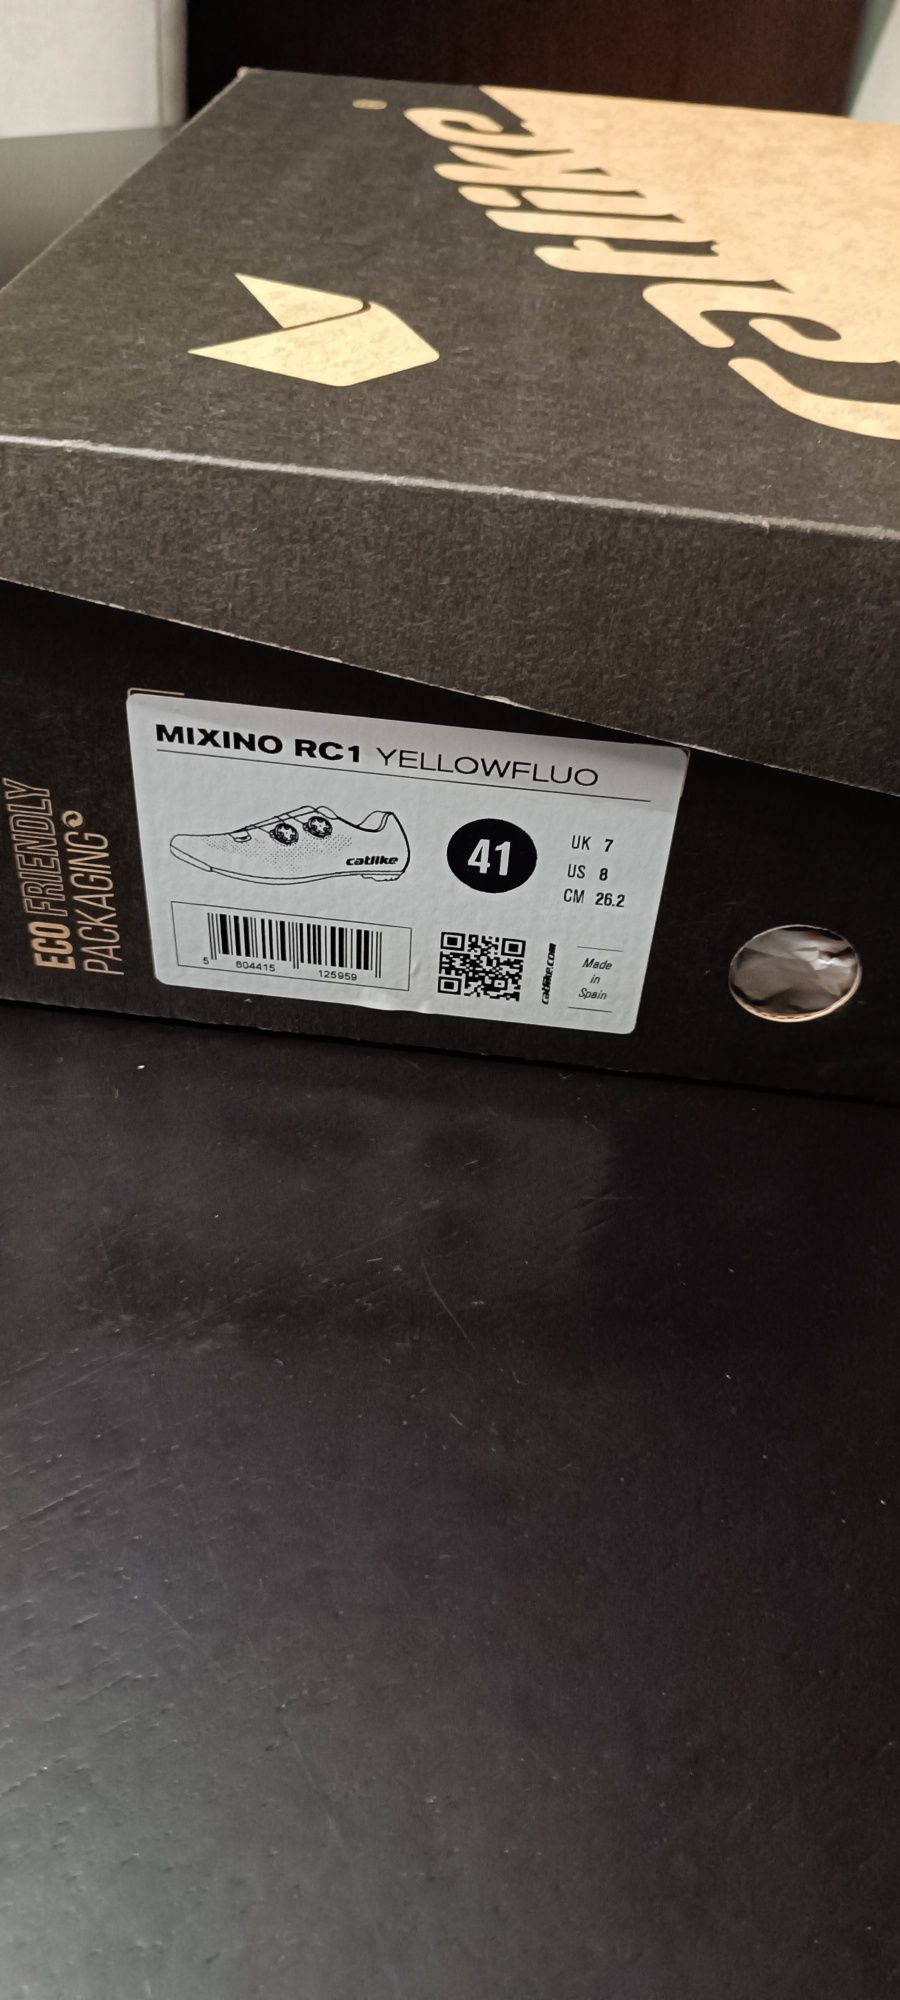 CATLIKE
ECO FRIENDLY
PACKAGING
MIXINO RC1 YELLOWFLUO
catlike
41
UK 7
US 8
CM 26.2
5 604415 125959
catlike.com
Made
in
Spain